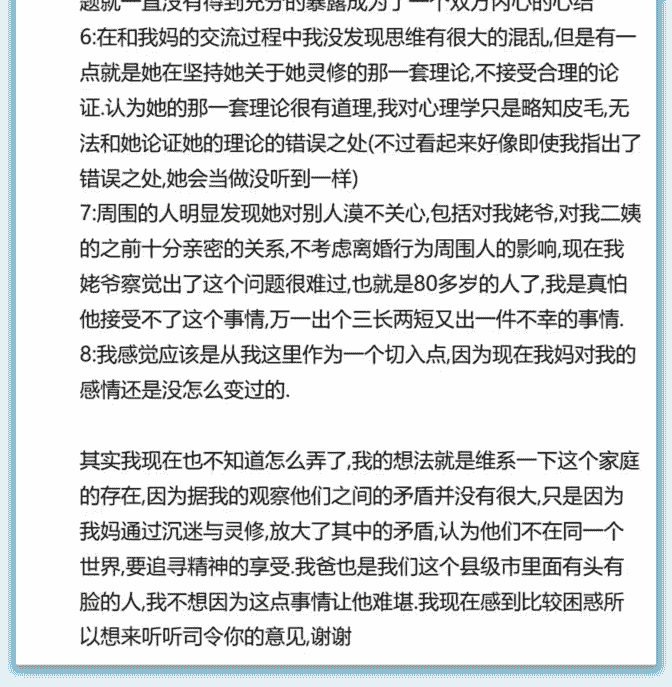 题就一直没有得到充分的暴露成为了一个双方内心的心结
6:在和我妈的交流过程中我没发现思维有很大的混乱,但是有一
点就是她在坚持她关于她灵修的那一套理论,不接受合理的论
证.认为她的那一套理论很有道理,我对心理学只是略知皮毛,无
法和她论证她的理论的错误之处(不过看起来好像即使我指出了
错误之处,她会当做没听到一样)
7:周围的人明显发现她对别人漠不关心,包括对我姥爷,对我二姨
的之前十分亲密的关系,不考虑离婚行为周围人的影响,现在我
姥爷察觉出了这个问题很难过,也就是80多岁的人了,我是真怕
他接受不了这个事情,万一出个三长两短又出一件不幸的事情.
8:我感觉应该是从我这里作为一个切入点,因为现在我妈对我的
感情还是没怎么变过的.
其实我现在也不知道怎么弄了,我的想法就是维系一下这个家庭
的存在,因为据我的观察他们之间的矛盾并没有很大,只是因为
我妈通过沉迷与灵修,放大了其中的矛盾,认为他们不在同一个
世界,要追寻精神的享受.我爸也是我们这个县级市里面有头有
脸的人,我不想因为这点事情让他难堪.我现在感到比较困惑所
以想来听听司令你的意见,谢谢